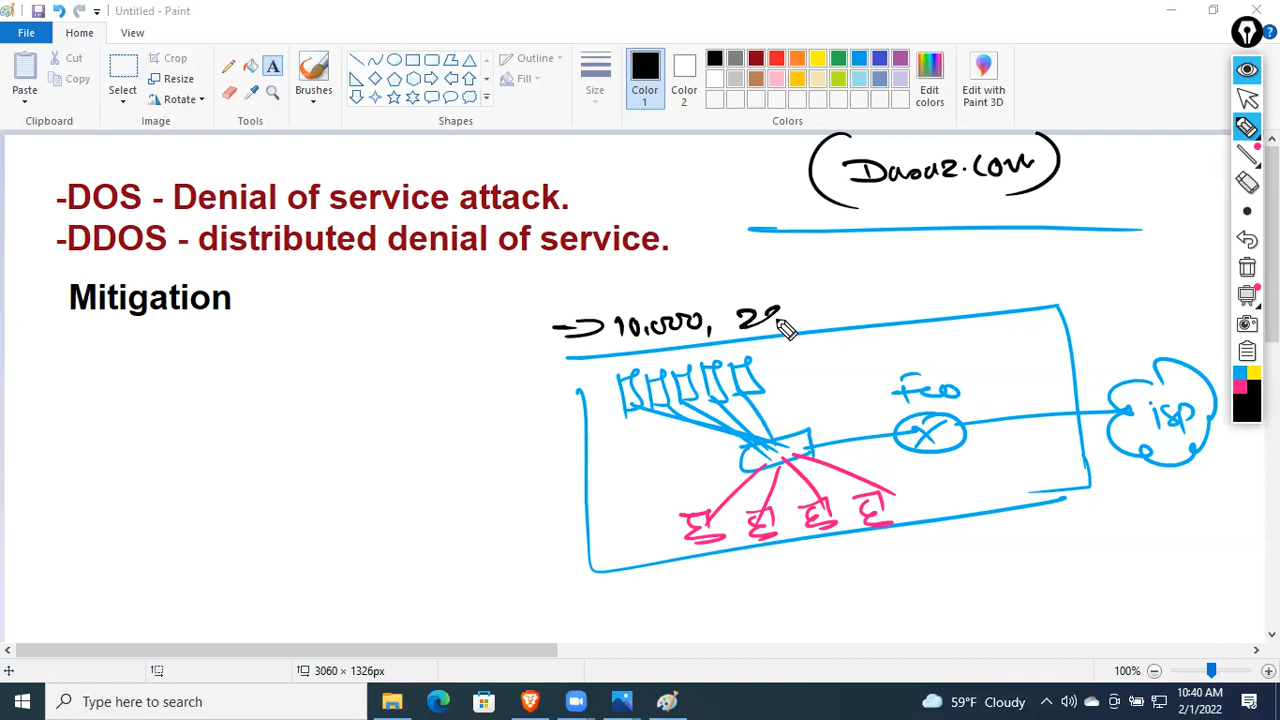 Untitled - Paint
File Home View
Paste
Cut
Copy
Clipboard
Select
Crop
Resize
Rotate
Image
A
Tools
Brushes
Shapes
Outline
Fill
Size
Color 1
Color 2
Edit colors
Edit with Paint 3D
Colors
-DOS - Denial of service attack.
-DDOS - distributed denial of service.
Mitigation
10,000,
isp
3060 × 1326px
100%
Type here to search
59°F Cloudy
10:40 AM
2/1/2022